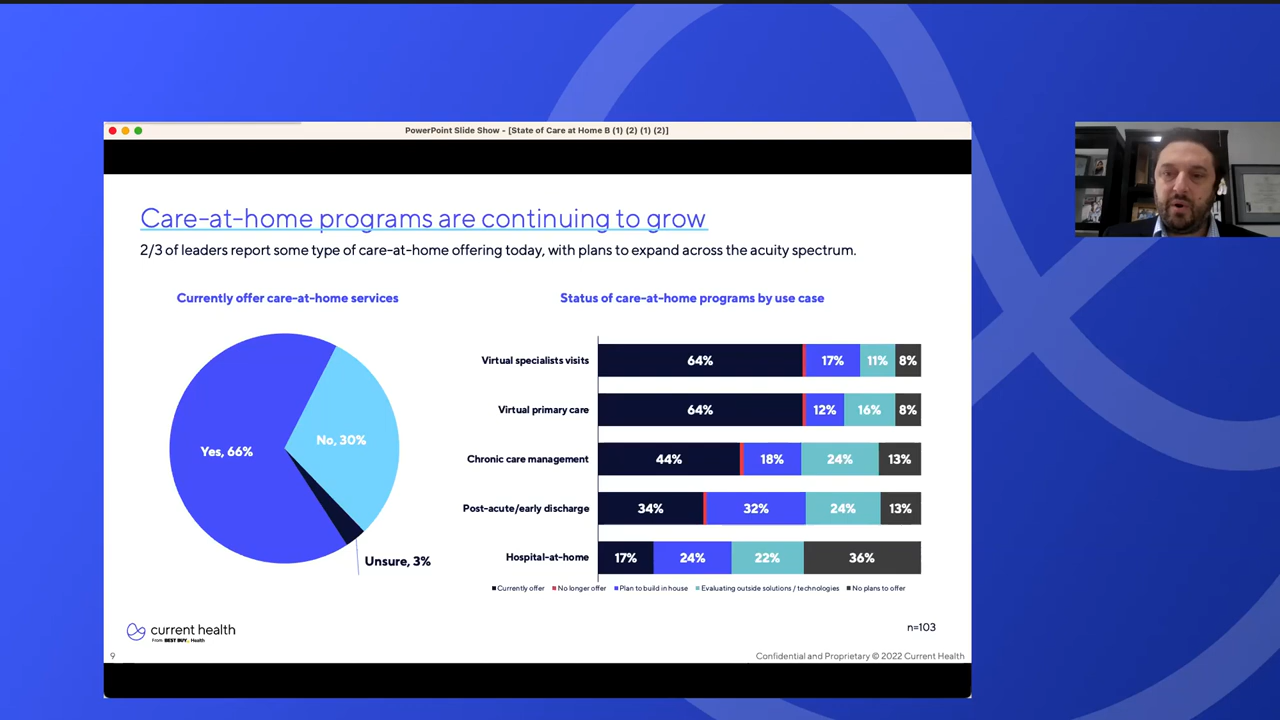 PowerPoint Slide Show - [State of Care at Home B (1) (2) (1) (2)]
Care-at-home programs are continuing to grow
2/3 of leaders report some type of care-at-home offering today, with plans to expand across the acuity spectrum.
Currently offer care-at-home services
Yes, 66%
No, 30%
Unsure, 3%
Status of care-at-home programs by use case
Virtual specialists visits 64% 17% 11% 8%
Virtual primary care 64% 12% 16% 8%
Chronic care management 44% 18% 24% 13%
Post-acute/early discharge 34% 32% 24% 13%
Hospital-at-home 17% 24% 22% 36%
Currently offer No longer offer Plan to build in house Evaluating outside solutions / technologies No plans to offer
current health
From BEST BUY Health
n=103
9
Confidential and Proprietary © 2022 Current Health